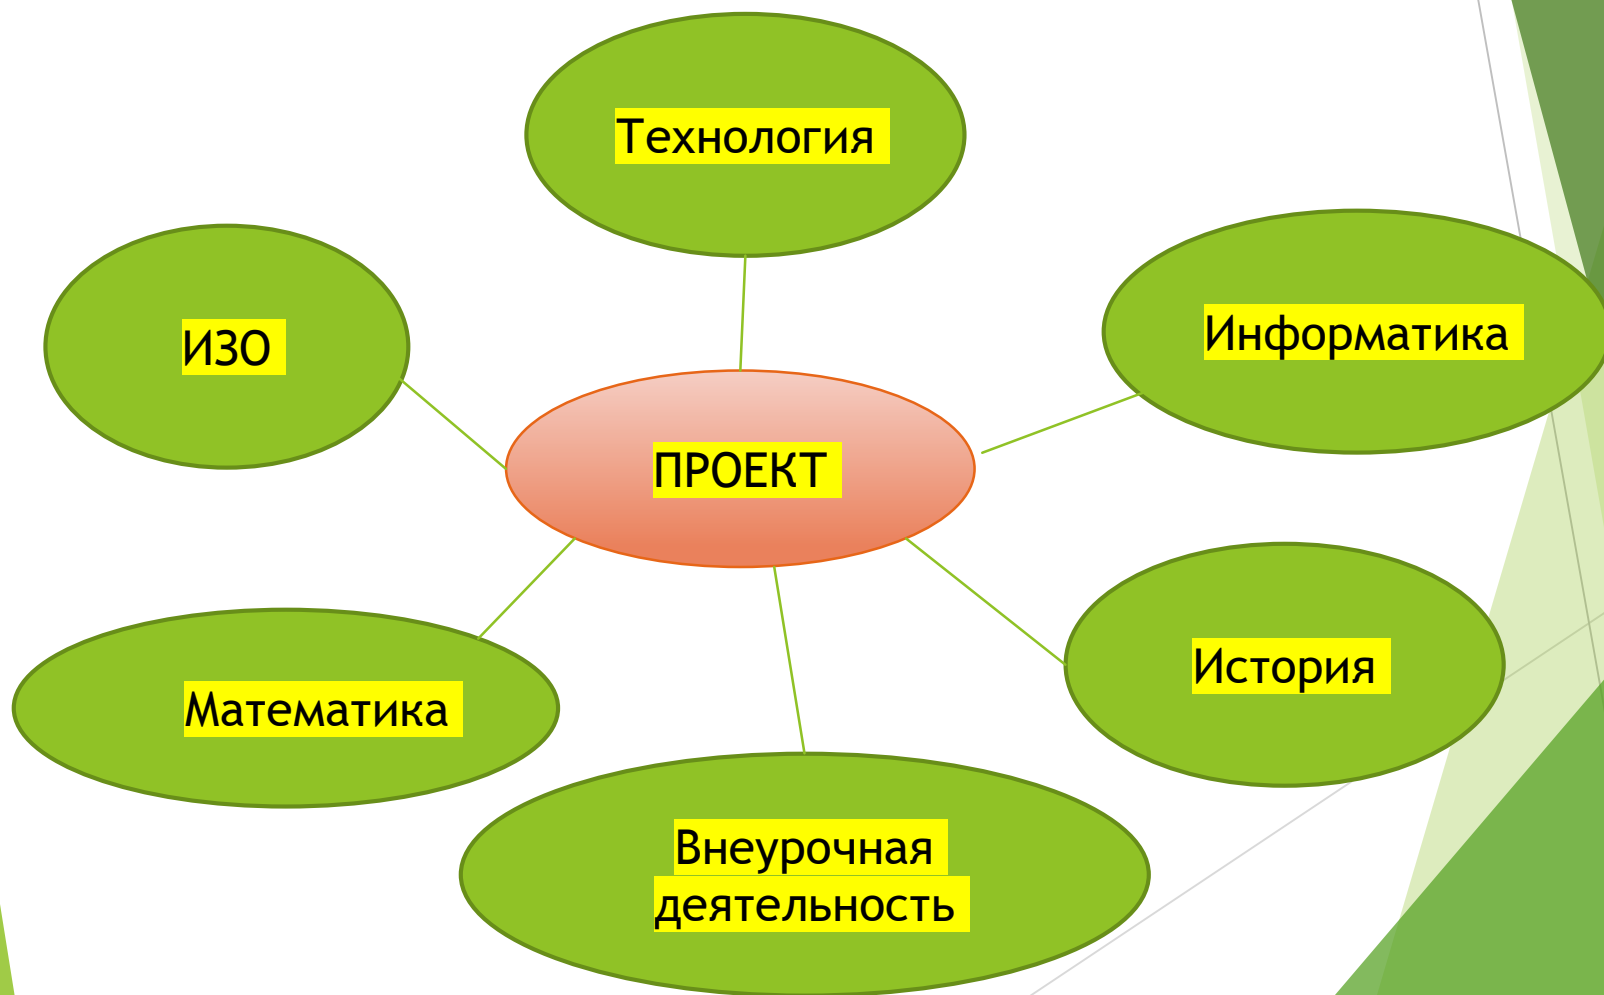 Технология
ИЗО
Информатика
ПРОЕКТ
История
Математика
Внеурочная
деятельность